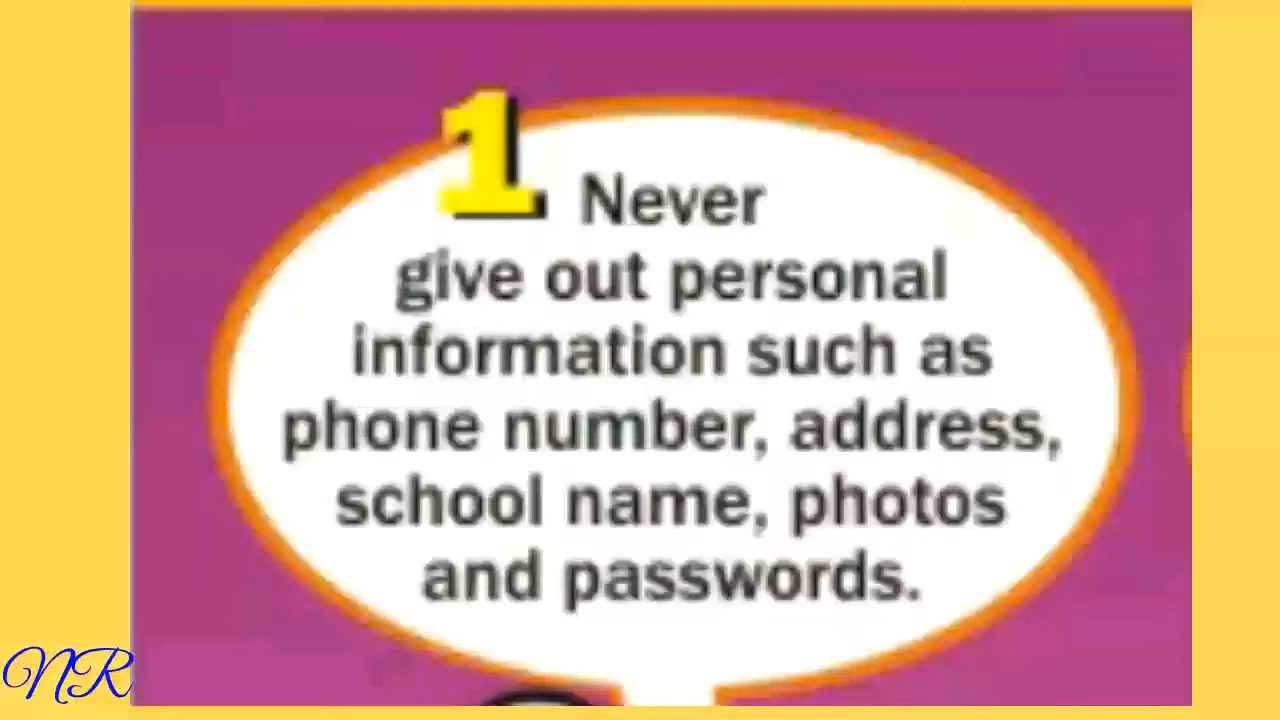 1 Never
give out personal
information such as
phone number, address,
school name, photos
and passwords.
NR